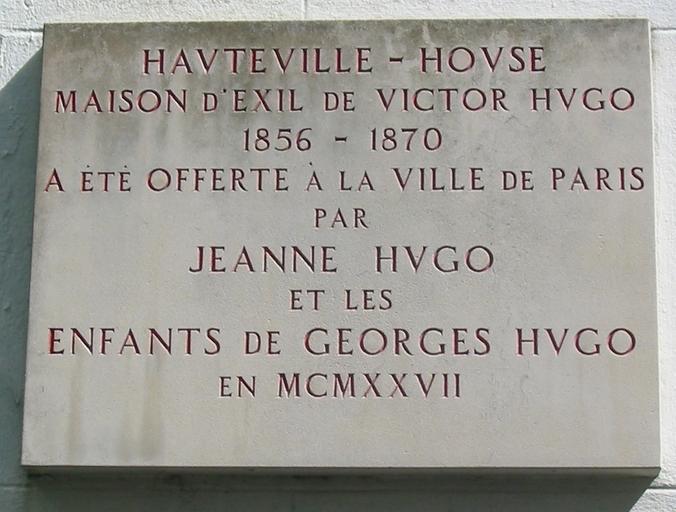 HAVTEVILLE - HOVSE
MAISON D'EXIL DE VICTOR HVGO
1856 - 1870
A ÉTÉ OFFERTE À LA VILLE DE PARIS
PAR
JEANNE HVGO
ET LES
ENFANTS DE GEORGES HVGO
EN MCMXXVII